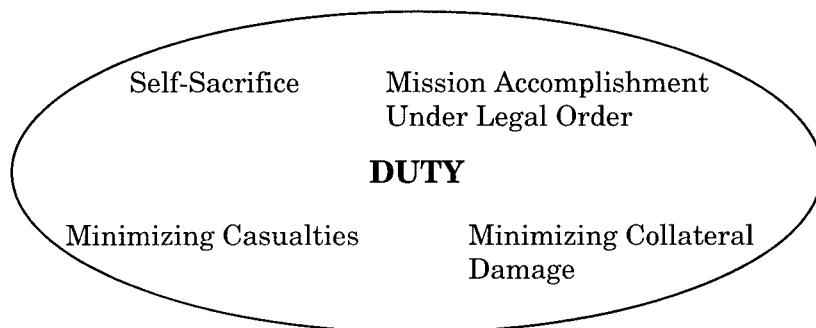 Self-Sacrifice
Mission Accomplishment
Under Legal Order
DUTY
Minimizing Casualties
Minimizing Collateral
Damage